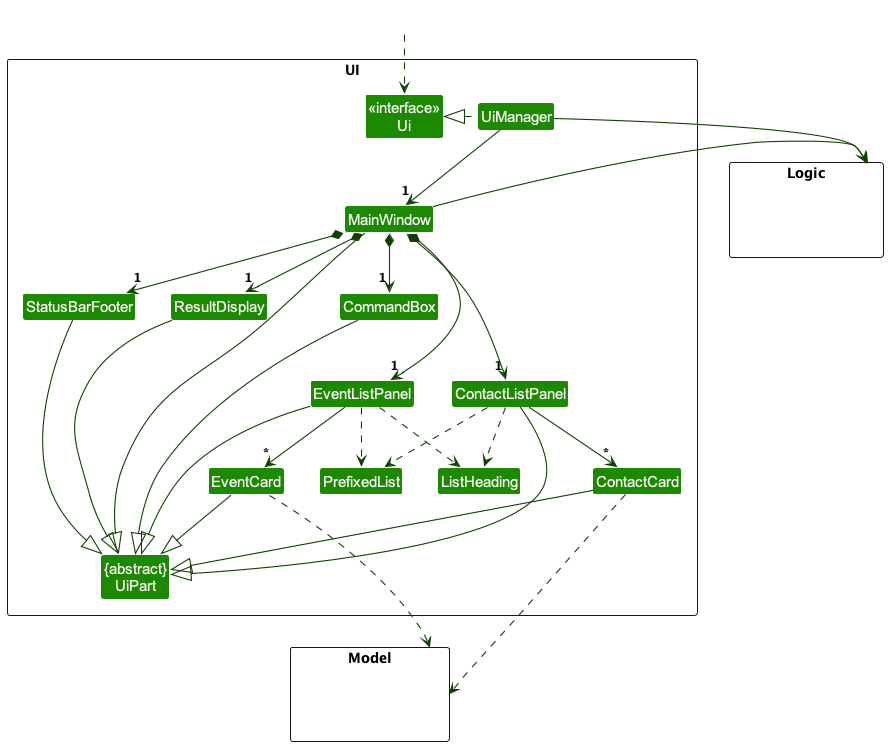 UI
«interface»
Ui
UiManager
Logic
1
MainWindow
1
1
1
StatusBarFooter
ResultDisplay
CommandBox
1
1
EventListPanel
ContactListPanel
*
*
EventCard
PrefixedList
ListHeading
ContactCard
{abstract}
UiPart
Model